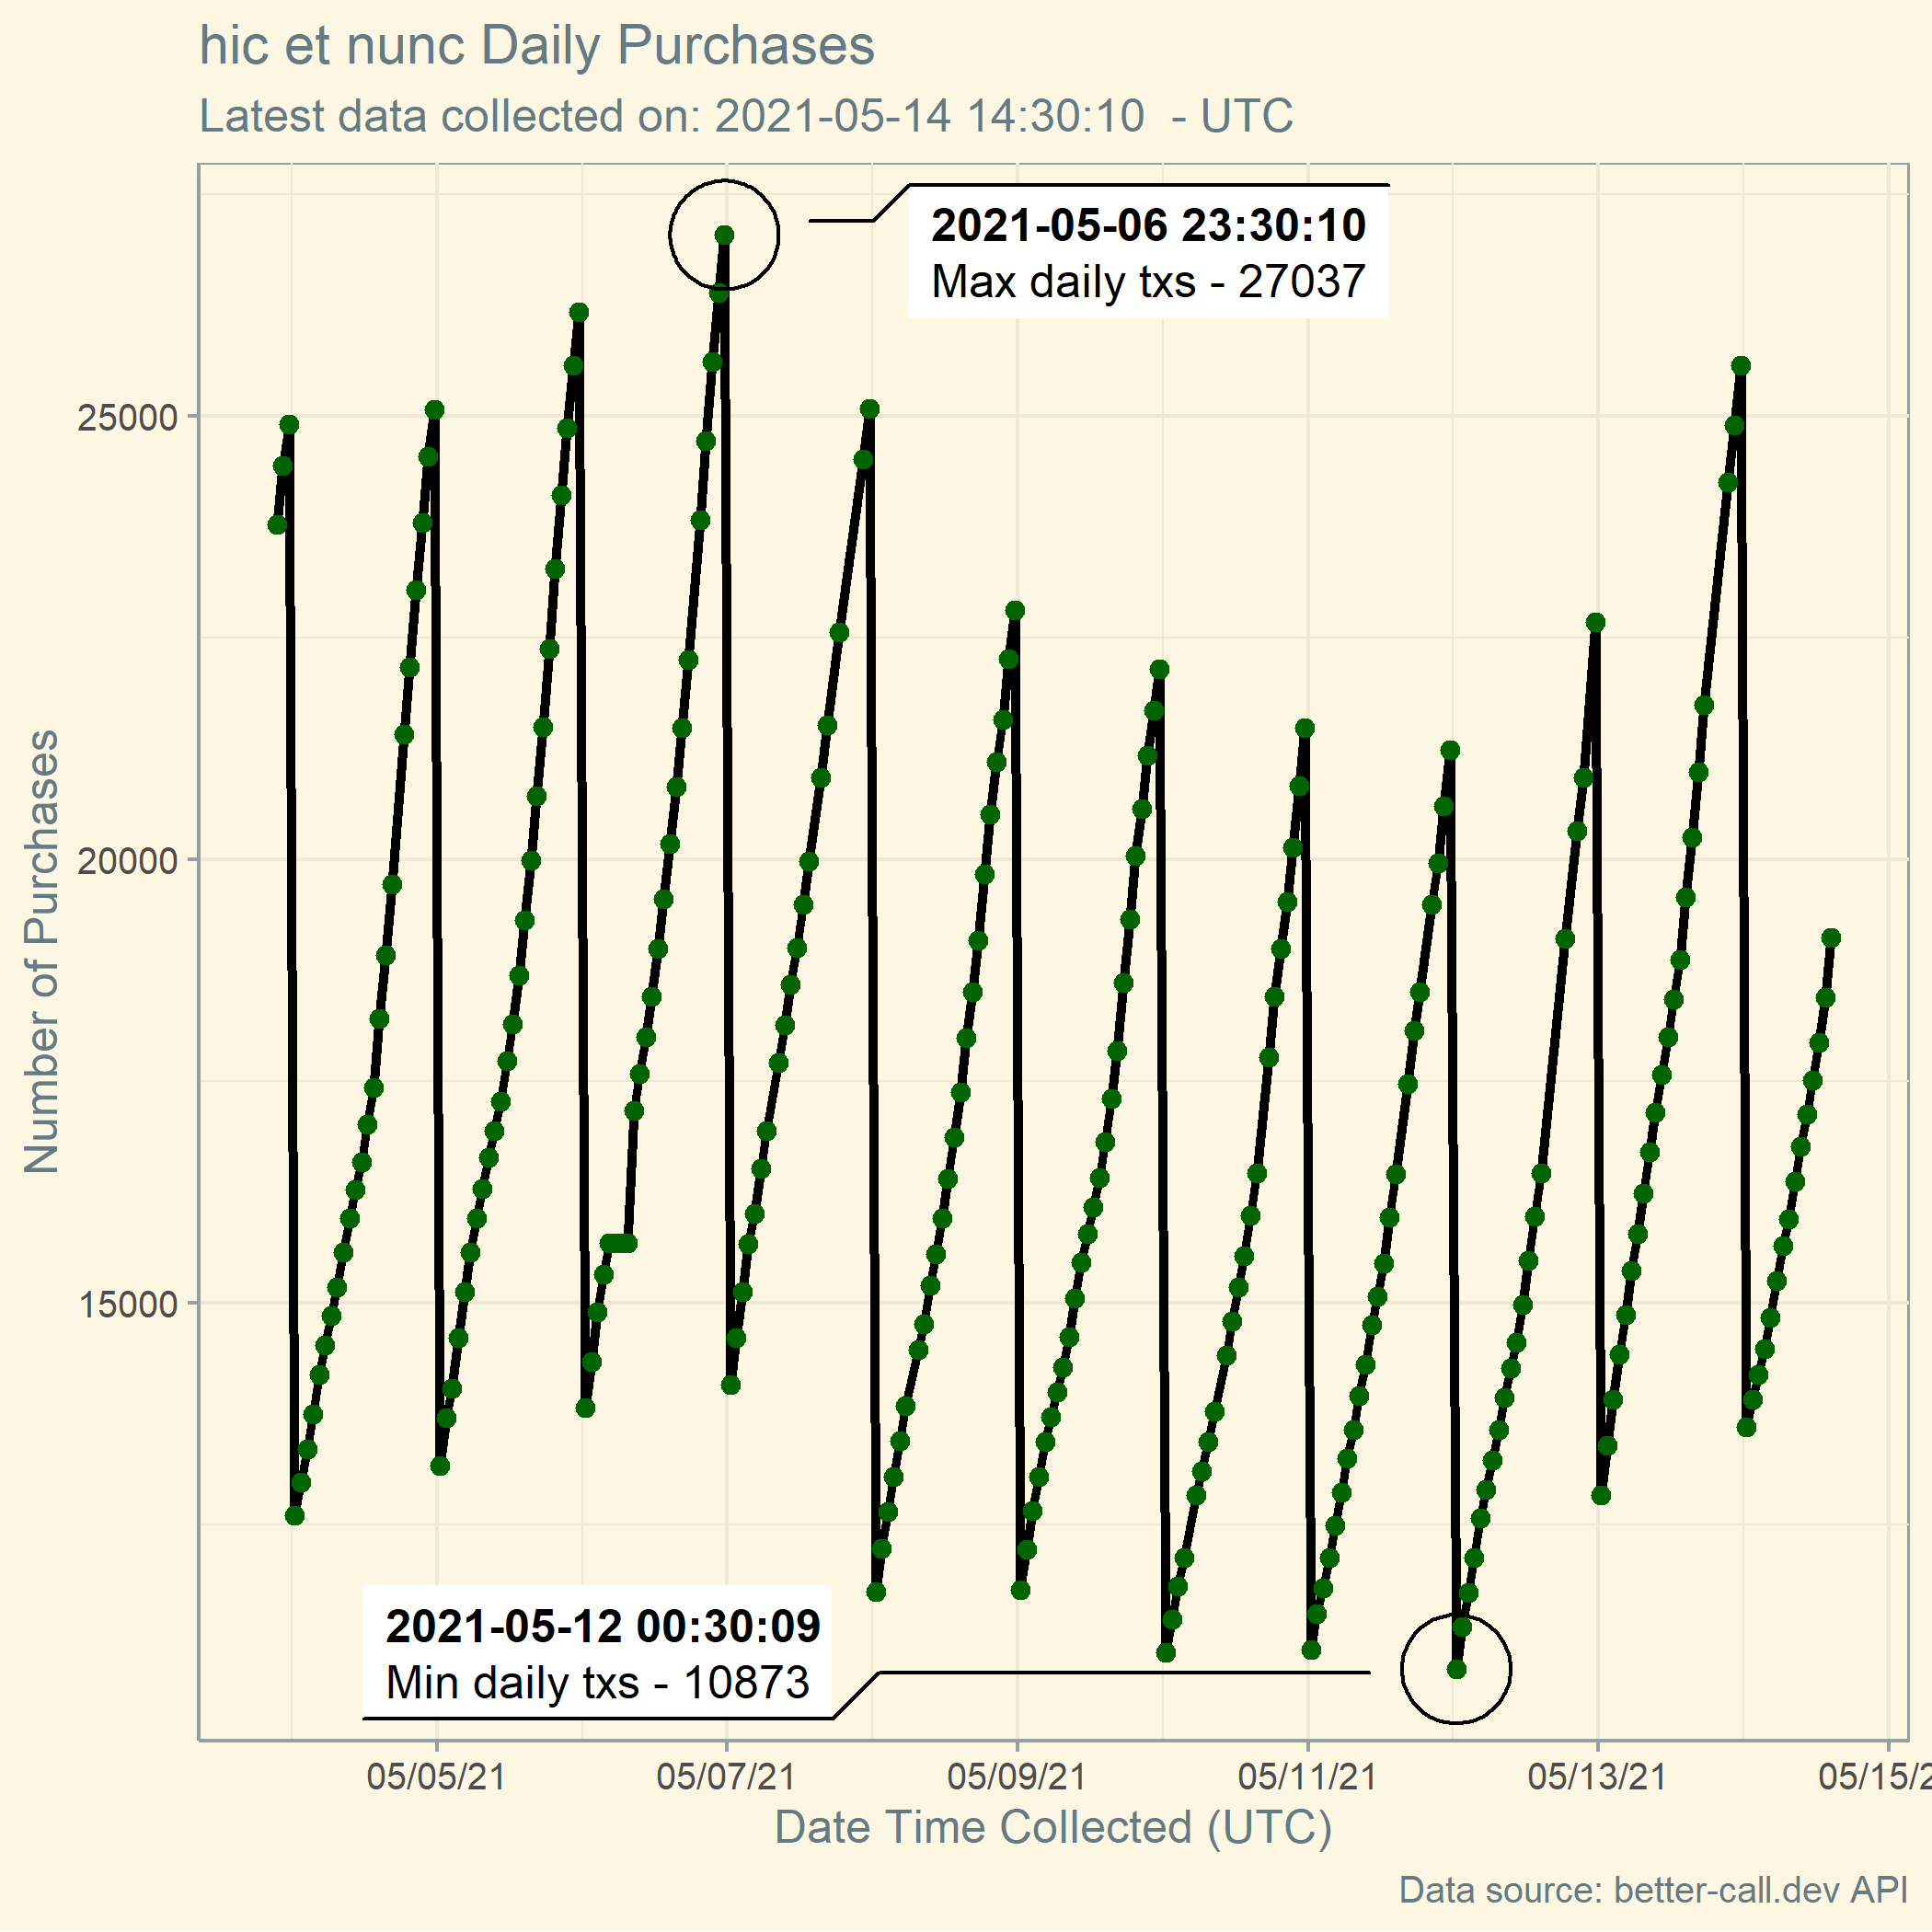 hic et nunc Daily Purchases
Latest data collected on: 2021-05-14 14:30:10  - UTC
2021-05-06 23:30:10
Max daily txs - 27037
25000
20000
15000
Number of Purchases
2021-05-12 00:30:09
Min daily txs - 10873
05/05/21
05/07/21
05/09/21
05/11/21
05/13/21
05/15/2
Date Time Collected (UTC)
Data source: better-call.dev API